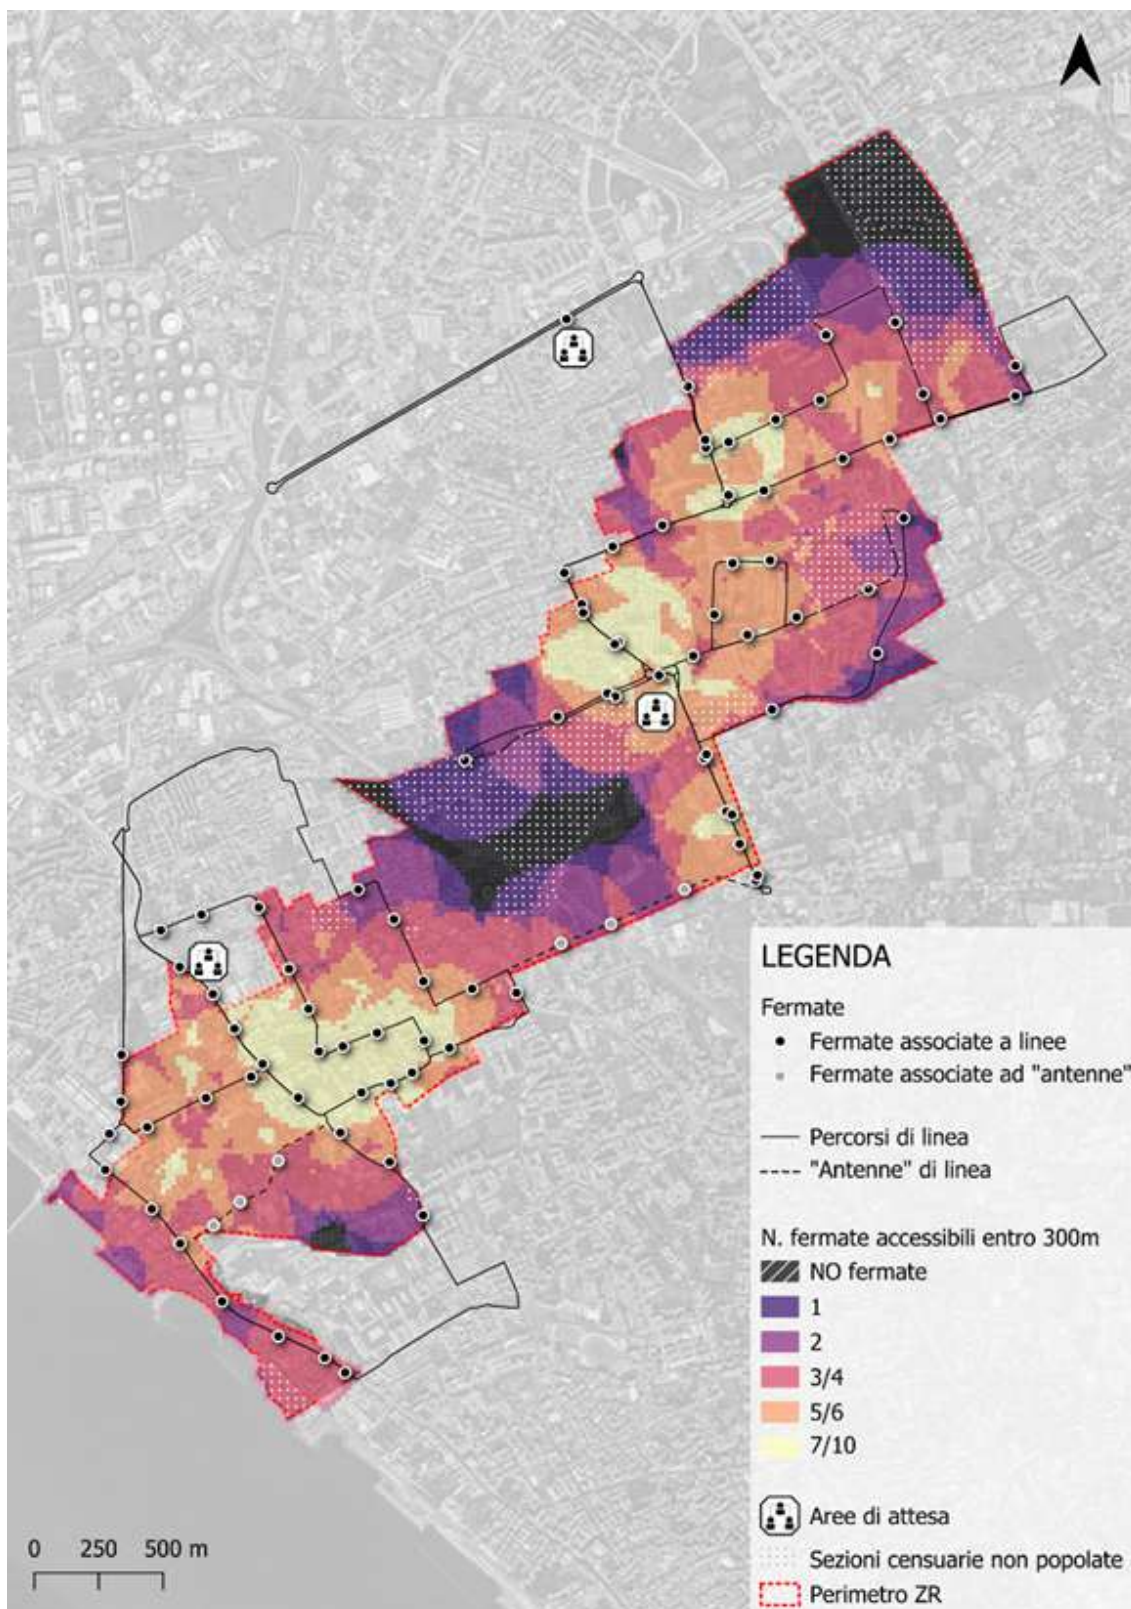 LEGENDA
Fermate
Fermate associate a linee
Fermate associate ad "antenne"
Percorsi di linea
"Antenne" di linea
N. fermate accessibili entro 300m
NO fermate
1
2
3/4
5/6
7/10
Aree di attesa
Sezioni censuarie non popolate
Perimetro ZR
0 250 500 m